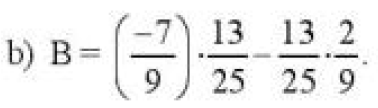 b) B = (-7/9) . 13/25 - 13/25 . 2/9.